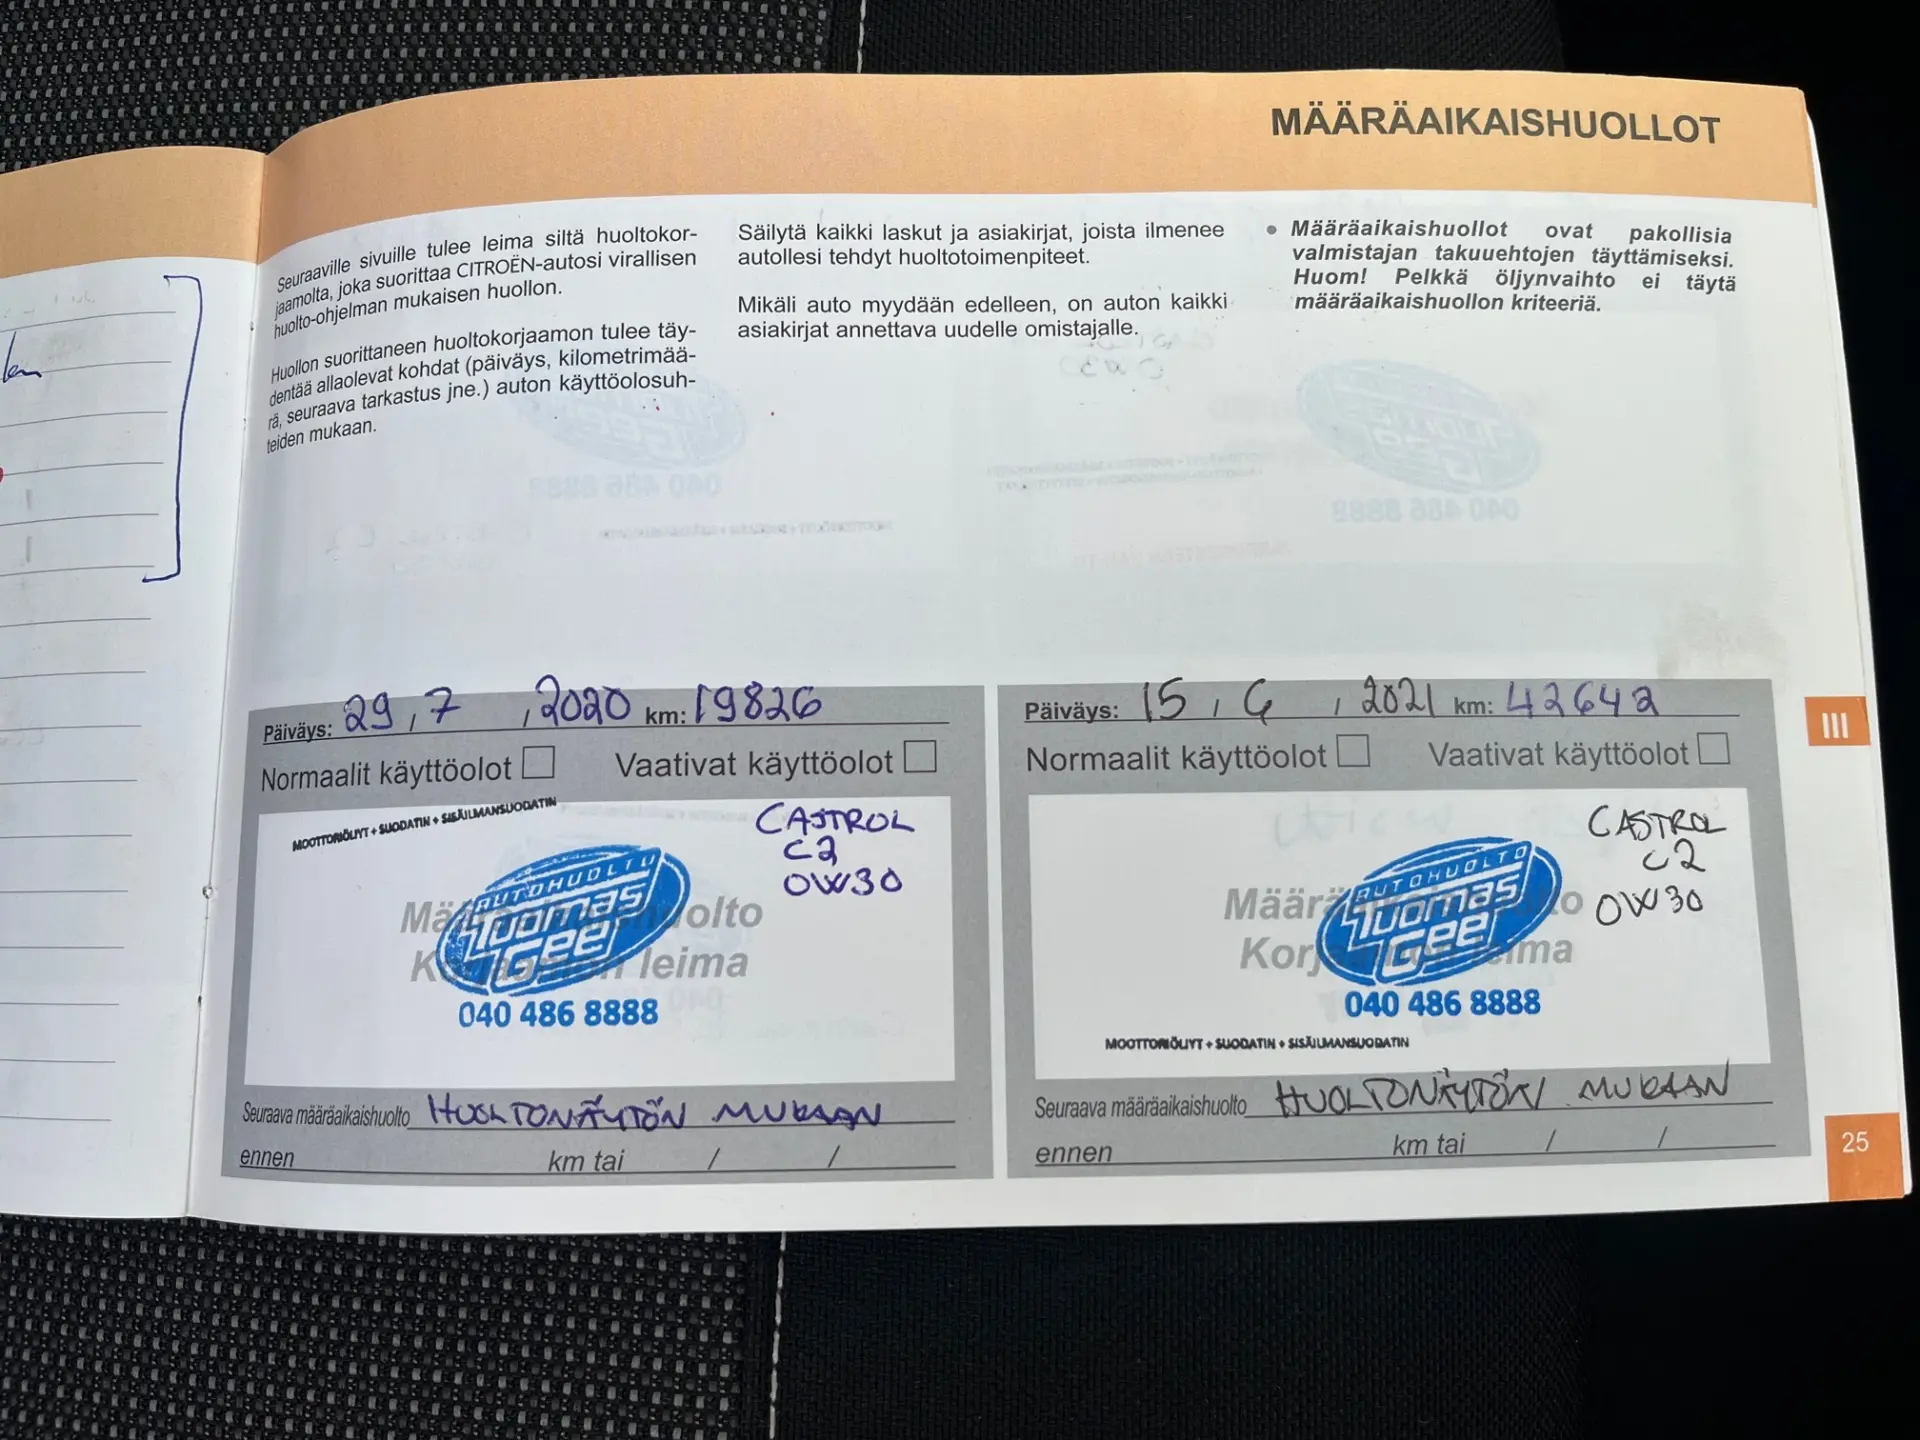 MÄÄRÄAIKAISHUOLLOT
Seuraaville sivuille tulee leima siltä huoltokor-
jaamolta, joka suorittaa CITROËN-autosi virallisen
huolto-ohjelman mukaisen huollon.
Huollon suorittaneen huoltokorjaamon tulee täy-
dentää allaolevat kohdat (päiväys, kilometrimää-
rä, seuraava tarkastus jne.) auton käyttöolosuh-
teiden mukaan.
Säilytä kaikki laskut ja asiakirjat, joista ilmenee
autollesi tehdyt huoltotoimenpiteet.
Mikäli auto myydään edelleen, on auton kaikki
asiakirjat annettava uudelle omistajalle.
• Määräaikaishuollot ovat pakollisia
valmistajan takuuehtojen täyttämiseksi.
Huom! Pelkkä öljynvaihto ei täytä
määräaikaishuollon kriteeriä.
Päiväys: 29, 7 , 2020 km: 19826
Normaalit käyttöolot Vaativat käyttöolot
MOOTTORIÖLJYT + SUODATIN + SISÄILMANSUODATIN
CASTROL
C2
0W30
Määräaikaishuolto
Korjaamon leima
AUTOHUOLTO
Tuomas
Gee
040 486 8888
Seuraava määräaikaishuolto HUOLTONÄYTÖN MUKAAN
ennen km tai / /
Päiväys: 15 , 6 , 2021 km: 42642
Normaalit käyttöolot Vaativat käyttöolot
CASTROL
C2
0W30
Määräaikaishuolto
Korjaamon leima
AUTOHUOLTO
Tuomas
Gee
040 486 8888
MOOTTORIÖLJYT + SUODATIN + SISÄILMANSUODATIN
Seuraava määräaikaishuolto HUOLTONÄYTÖN MUKAAN
ennen km tai / /
III
25